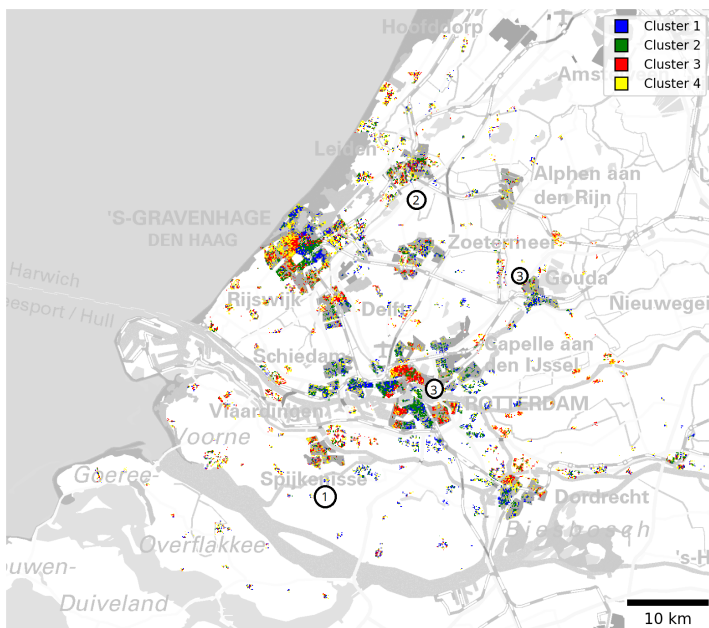 Hoofddorp
Cluster 1
Cluster 2
Cluster 3
Cluster 4
Leiden
Alphen aan
den Rijn
2
'S-GRAVENHAGE
DEN HAAG
Zoetermeer
Harwich
3
Gouda
Rijswijk
Delft
Nieuwegei
eesport / Hull
Schiedam
Capelle aan
den IJssel
3
ROTTERDAM
Vlaardingen
Voorne
Goeree-
Spijkenisse
1
Dordrecht
Biesbosch
Overflakkee
's-H
ouwen-
Duiveland
10 km